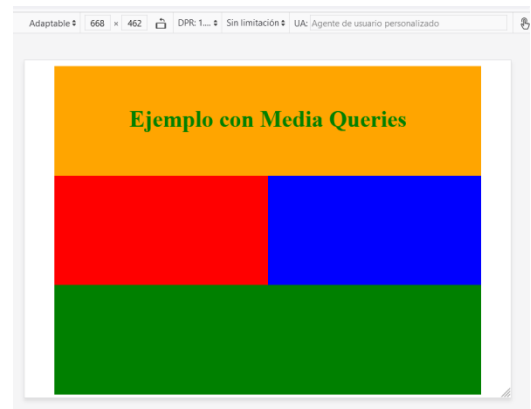 Adaptable 668 × 462 DPR: 1.... Sin limitación UA: Agente de usuario personalizado
Ejemplo con Media Queries